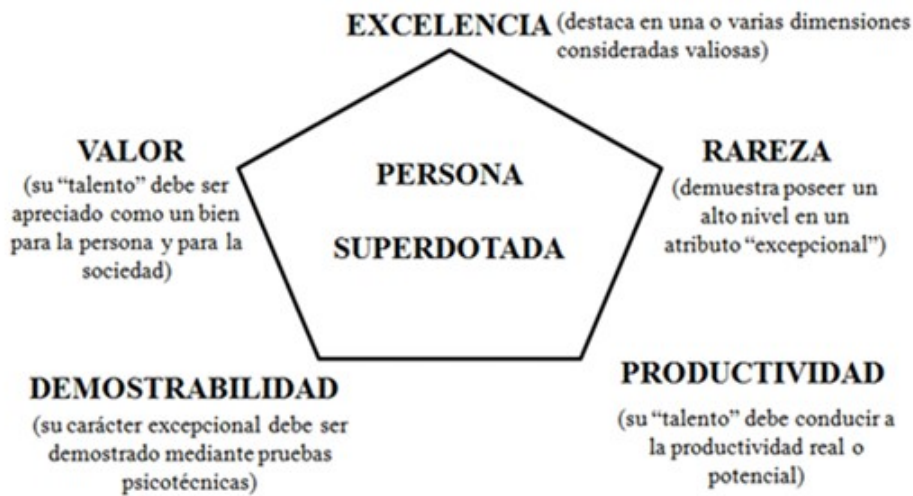 EXCELENCIA (destaca en una o varias dimensiones
consideradas valiosas)
VALOR
(su “talento” debe ser
apreciado como un bien
para la persona y para la
sociedad)
PERSONA
SUPERDOTADA
RAREZA
(demuestra poseer un
alto nivel en un
atributo “excepcional”)
DEMOSTRABILIDAD
(su carácter excepcional debe ser
demostrado mediante pruebas
psicotécnicas)
PRODUCTIVIDAD
(su “talento” debe conducir a
la productividad real o
potencial)